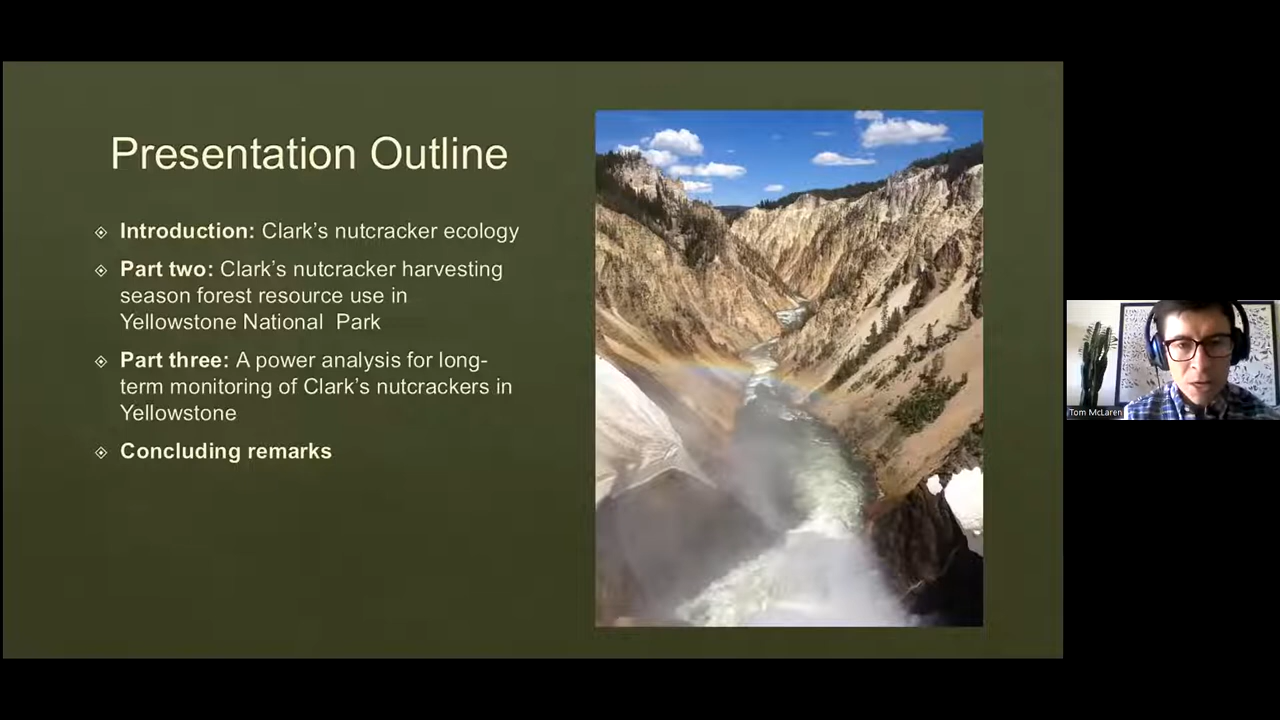 Presentation Outline
Introduction: Clark's nutcracker ecology
Part two: Clark's nutcracker harvesting
season forest resource use in
Yellowstone National  Park
Part three: A power analysis for long-
term monitoring of Clark's nutcrackers in
Yellowstone
Concluding remarks
Tom McLaren